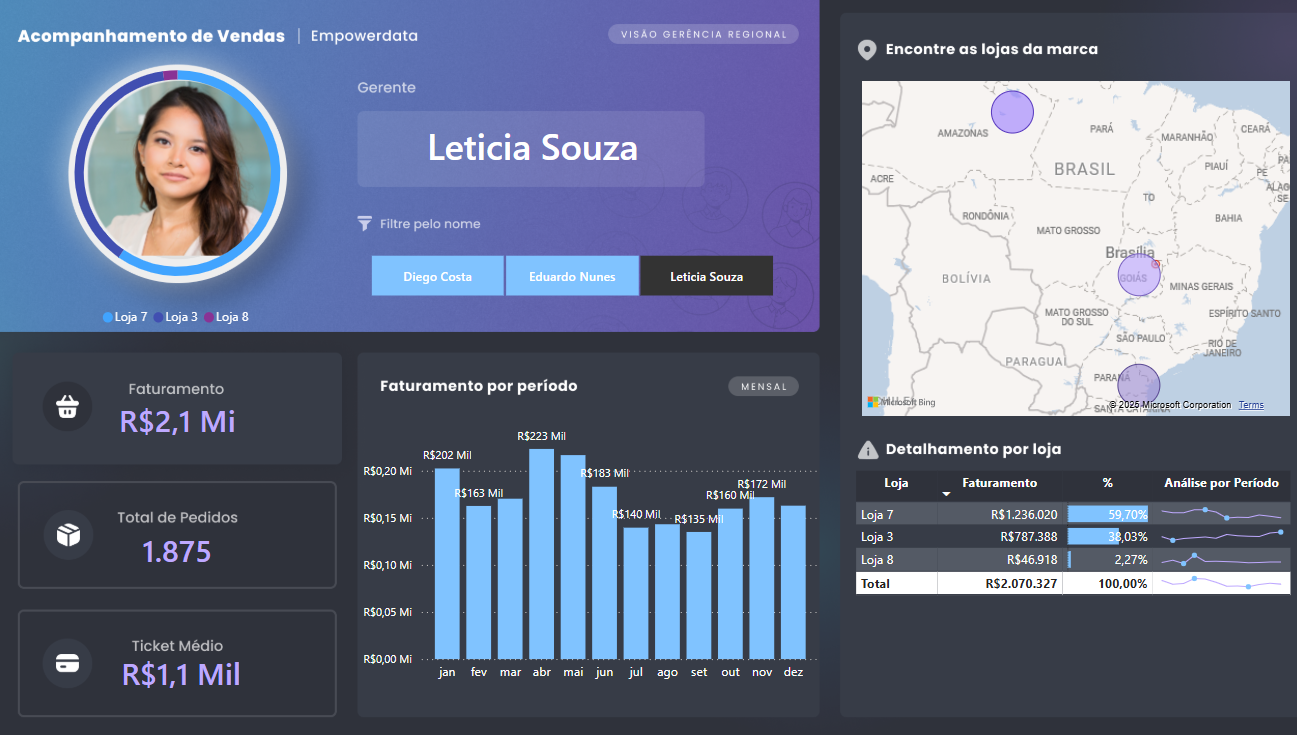 Acompanhamento de Vendas | Empowerdata
VISÃO GERÊNCIA REGIONAL
Gerente
Leticia Souza
Filtre pelo nome
Diego Costa Eduardo Nunes Leticia Souza
Loja 7 Loja 3 Loja 8
Faturamento
R$2,1 Mi
Total de Pedidos
1.875
Ticket Médio
R$1,1 Mil
Faturamento por período
MENSAL
R$223 Mil
R$202 Mil
R$183 Mil
R$172 Mil
R$163 Mil
R$160 Mil
R$140 Mil
R$135 Mil
R$0,20 Mi
R$0,15 Mi
R$0,10 Mi
R$0,05 Mi
R$0,00 Mi
jan fev mar abr mai jun jul ago set out nov dez
Encontre as lojas da marca
AMAZONAS
PARÁ
MARANHÃO
CEARÁ
BRASIL
PIAUÍ
PA
PE
ACRE
ALAG
SE
TO
RONDÔNIA
BAHIA
MATO GROSSO
Brasília
GOIÁS
BOLÍVIA
MINAS GERAIS
MATO GROSSO
DO SUL
ESPÍRITO SANTO
SÃO PAULO
RIO DE
JANEIRO
PARAGUAI
PARANÁ
SANTA CATARINA
Microsoft Bing
© 2025 Microsoft Corporation Terms
Detalhamento por loja
Loja Faturamento % Análise por Período
Loja 7 R$1.236.020 59,70%
Loja 3 R$787.388 38,03%
Loja 8 R$46.918 2,27%
Total R$2.070.327 100,00%